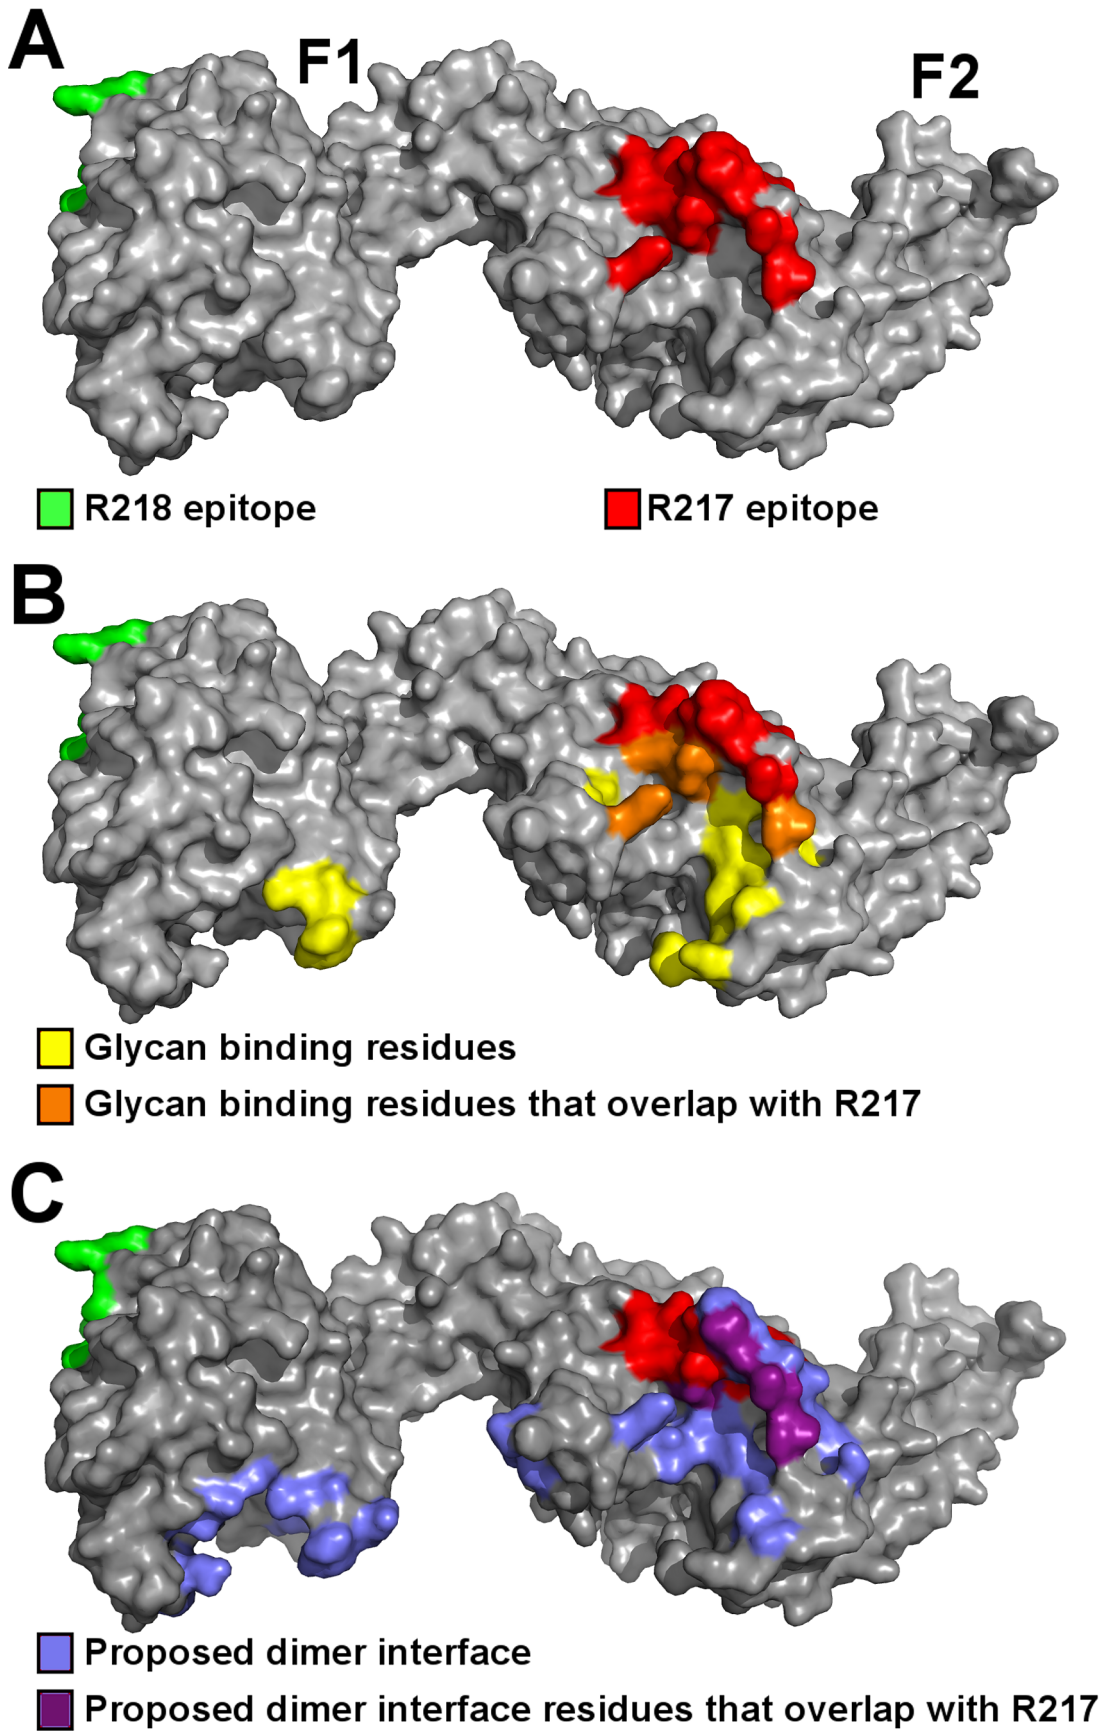 A
F1
F2
R218 epitope
R217 epitope
B
Glycan binding residues
Glycan binding residues that overlap with R217
C
Proposed dimer interface
Proposed dimer interface residues that overlap with R217